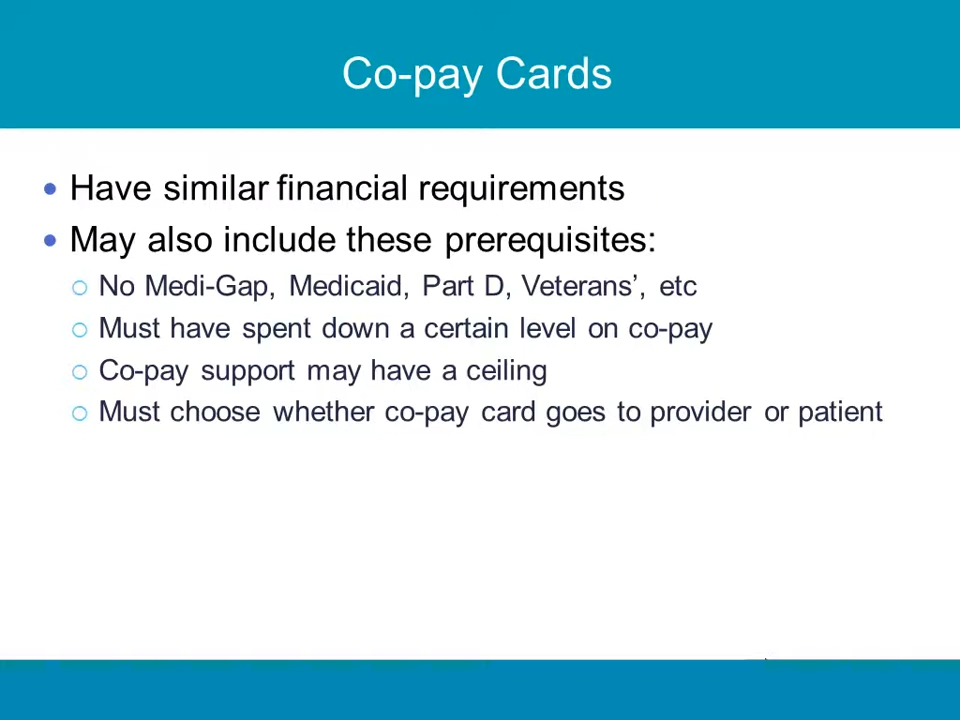 Co-pay Cards
Have similar financial requirements
May also include these prerequisites:
No Medi-Gap, Medicaid, Part D, Veterans’, etc
Must have spent down a certain level on co-pay
Co-pay support may have a ceiling
Must choose whether co-pay card goes to provider or patient